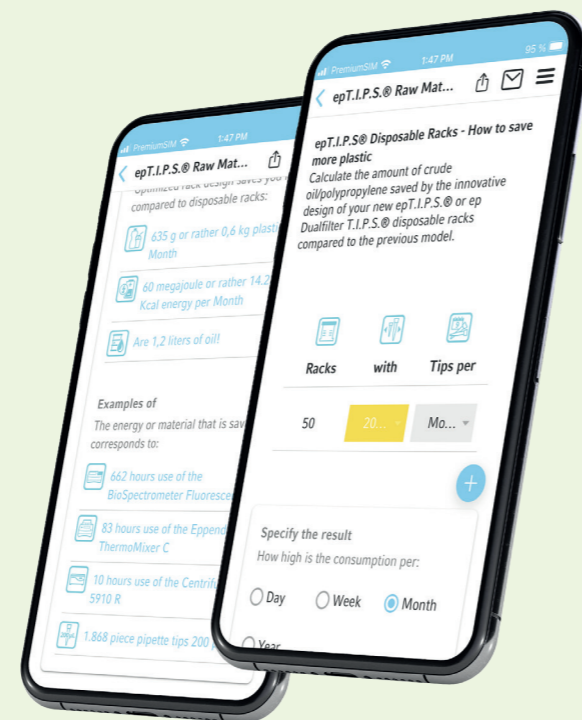 PremiumSIM 1:47 PM
epT.I.P.S.® Raw Mat...
Optimized rack design saves you
compared to disposable racks:
635 g or rather 0,6 kg plasti
Month
60 megajoule or rather 14.2
Kcal energy per Month
Are 1,2 liters of oil!
Examples of
The energy or material that is sav
corresponds to:
662 hours use of the
BioSpectrometer Fluoresce
83 hours use of the Eppend
ThermoMixer C
10 hours use of the Centrif
5910 R
1.868 piece pipette tips 200
PremiumSIM 1:47 PM 95 %
epT.I.P.S.® Raw Mat...
epT.I.P.S® Disposable Racks - How to save
more plastic
Calculate the amount of crude
oil/polypropylene saved by the innovative
design of your new epT.I.P.S.® or ep
Dualfilter T.I.P.S.® disposable racks
compared to the previous model.
Racks with Tips per
50 20... Mo...
+
Specify the result
How high is the consumption per:
Day Week Month
Year